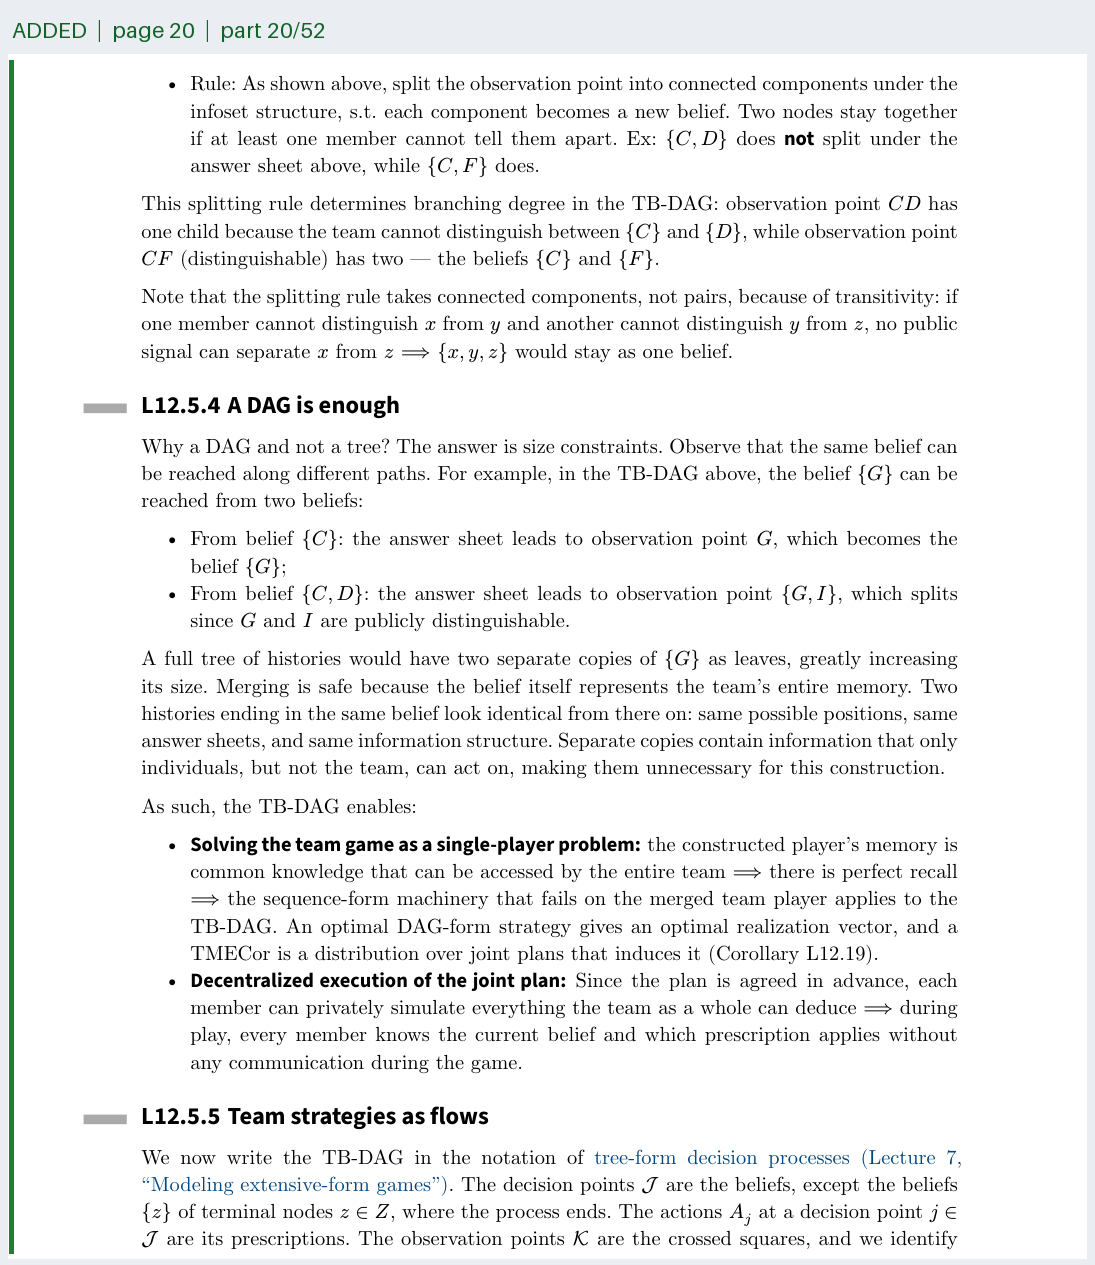 ADDED | page 20 | part 20/52
• Rule: As shown above, split the observation point into connected components under the
infoset structure, s.t. each component becomes a new belief. Two nodes stay together
if at least one member cannot tell them apart. Ex: {C, D} does not split under the
answer sheet above, while {C, F} does.
This splitting rule determines branching degree in the TB-DAG: observation point CD has
one child because the team cannot distinguish between {C} and {D}, while observation point
CF (distinguishable) has two — the beliefs {C} and {F}.
Note that the splitting rule takes connected components, not pairs, because of transitivity: if
one member cannot distinguish x from y and another cannot distinguish y from z, no public
signal can separate x from z ⟹ {x, y, z} would stay as one belief.
L12.5.4 A DAG is enough
Why a DAG and not a tree? The answer is size constraints. Observe that the same belief can
be reached along different paths. For example, in the TB-DAG above, the belief {G} can be
reached from two beliefs:
• From belief {C}: the answer sheet leads to observation point G, which becomes the
belief {G};
• From belief {C, D}: the answer sheet leads to observation point {G, I}, which splits
since G and I are publicly distinguishable.
A full tree of histories would have two separate copies of {G} as leaves, greatly increasing
its size. Merging is safe because the belief itself represents the team's entire memory. Two
histories ending in the same belief look identical from there on: same possible positions, same
answer sheets, and same information structure. Separate copies contain information that only
individuals, but not the team, can act on, making them unnecessary for this construction.
As such, the TB-DAG enables:
• Solving the team game as a single-player problem: the constructed player's memory is
common knowledge that can be accessed by the entire team ⟹ there is perfect recall
⟹ the sequence-form machinery that fails on the merged team player applies to the
TB-DAG. An optimal DAG-form strategy gives an optimal realization vector, and a
TMECor is a distribution over joint plans that induces it (Corollary L12.19).
• Decentralized execution of the joint plan: Since the plan is agreed in advance, each
member can privately simulate everything the team as a whole can deduce ⟹ during
play, every member knows the current belief and which prescription applies without
any communication during the game.
L12.5.5 Team strategies as flows
We now write the TB-DAG in the notation of tree-form decision processes (Lecture 7,
“Modeling extensive-form games”). The decision points 𝒥 are the beliefs, except the beliefs
{z} of terminal nodes z ∈ Z, where the process ends. The actions A_j at a decision point j ∈
𝒥 are its prescriptions. The observation points 𝒦 are the crossed squares, and we identify